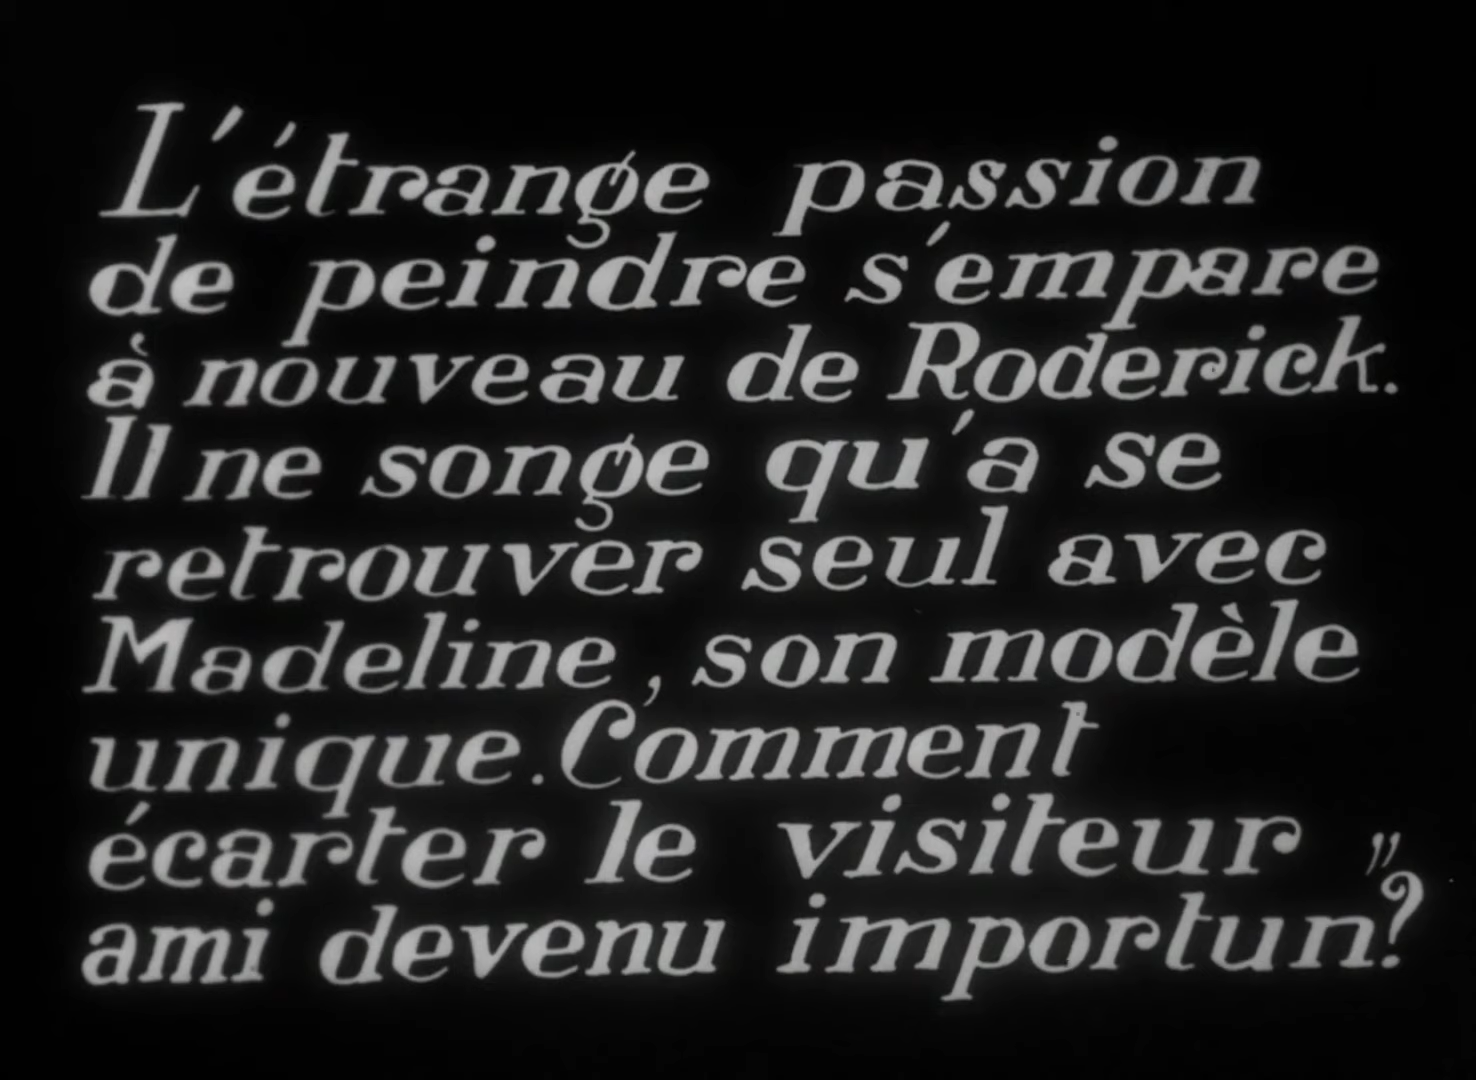 L'étrange passion
de peindre s'empare
à nouveau de Roderick.
Il ne songe qu'a se
retrouver seul avec
Madeline, son modèle
unique. Comment
écarter le visiteur „
ami devenu importun?